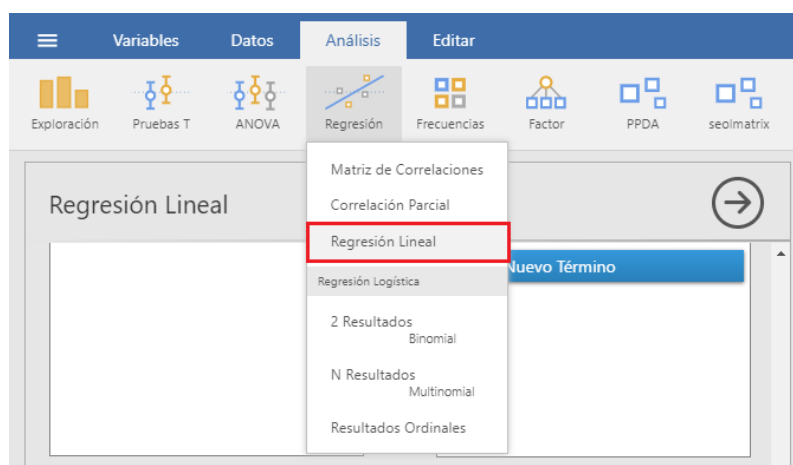 Variables Datos Análisis Editar
Exploración Pruebas T ANOVA Regresión Frecuencias Factor PPDA seolmatrix
Matriz de Correlaciones
Regresión Lineal
Correlación Parcial
Regresión Lineal
Nuevo Término
Regresión Logística
2 Resultados
Binomial
N Resultados
Multinomial
Resultados Ordinales